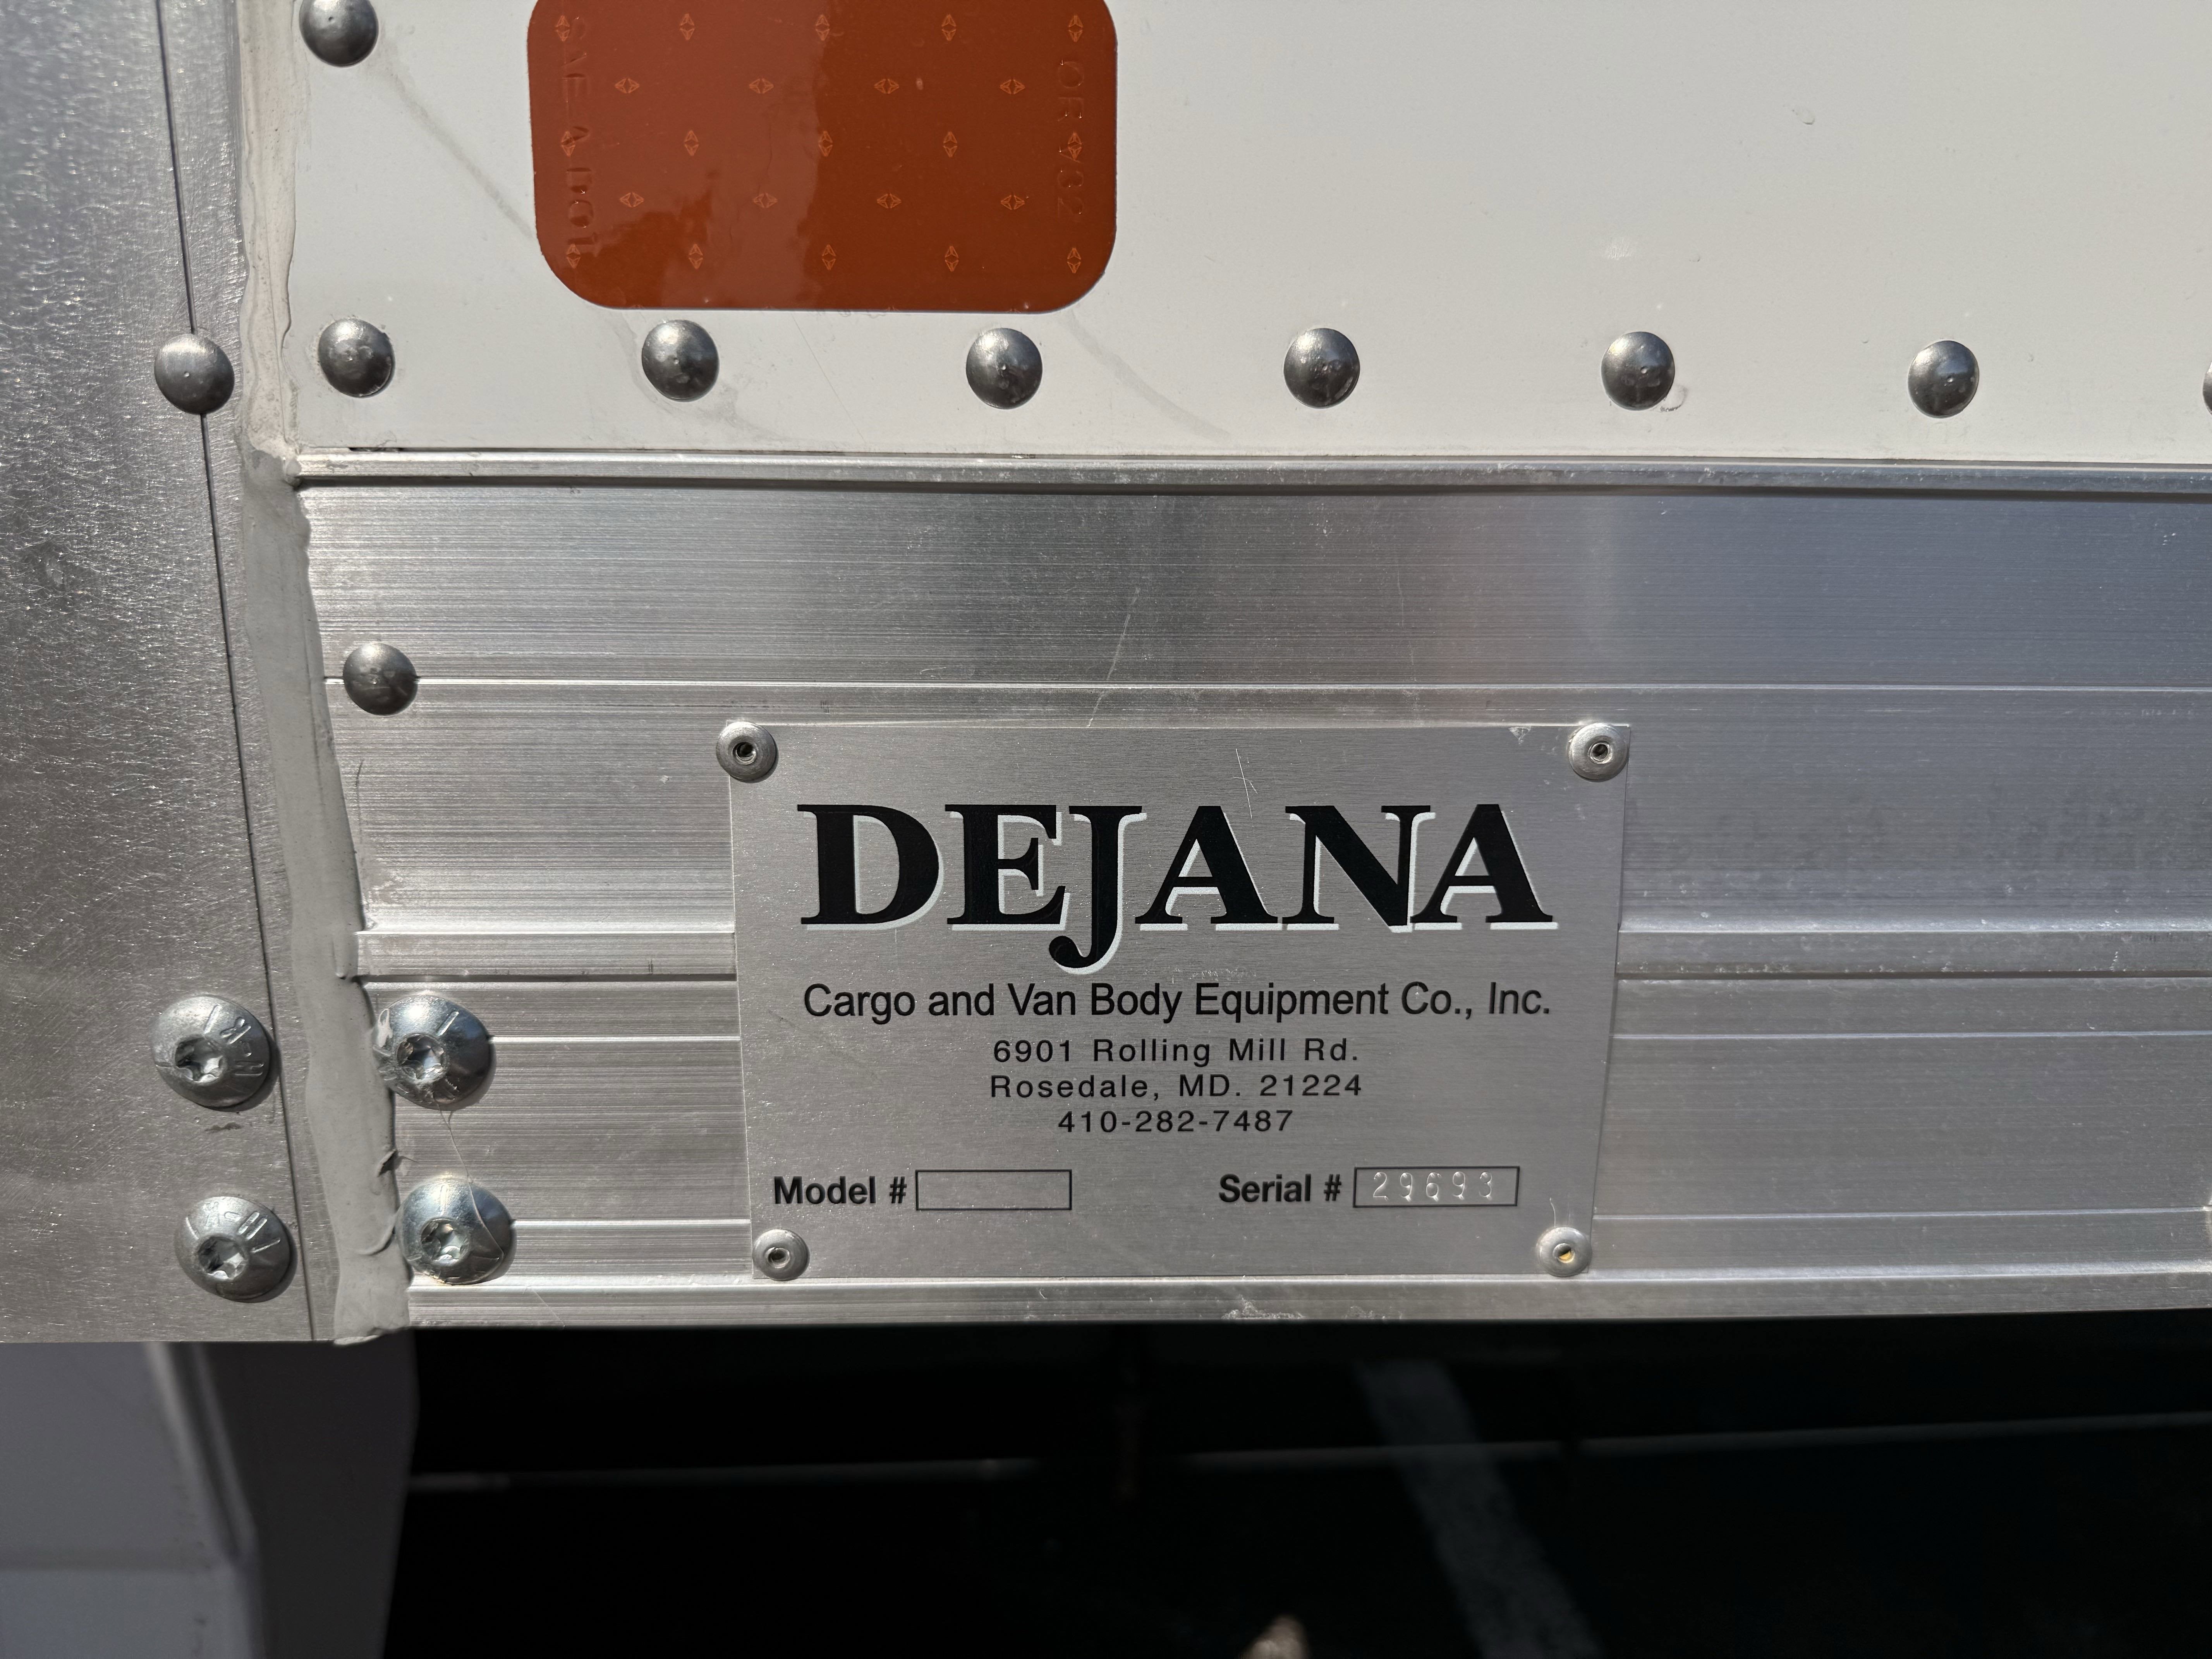 DEJANA
Cargo and Van Body Equipment Co., Inc.
6901 Rolling Mill Rd.
Rosedale, MD. 21224
410-282-7487
Model #
Serial # 29693